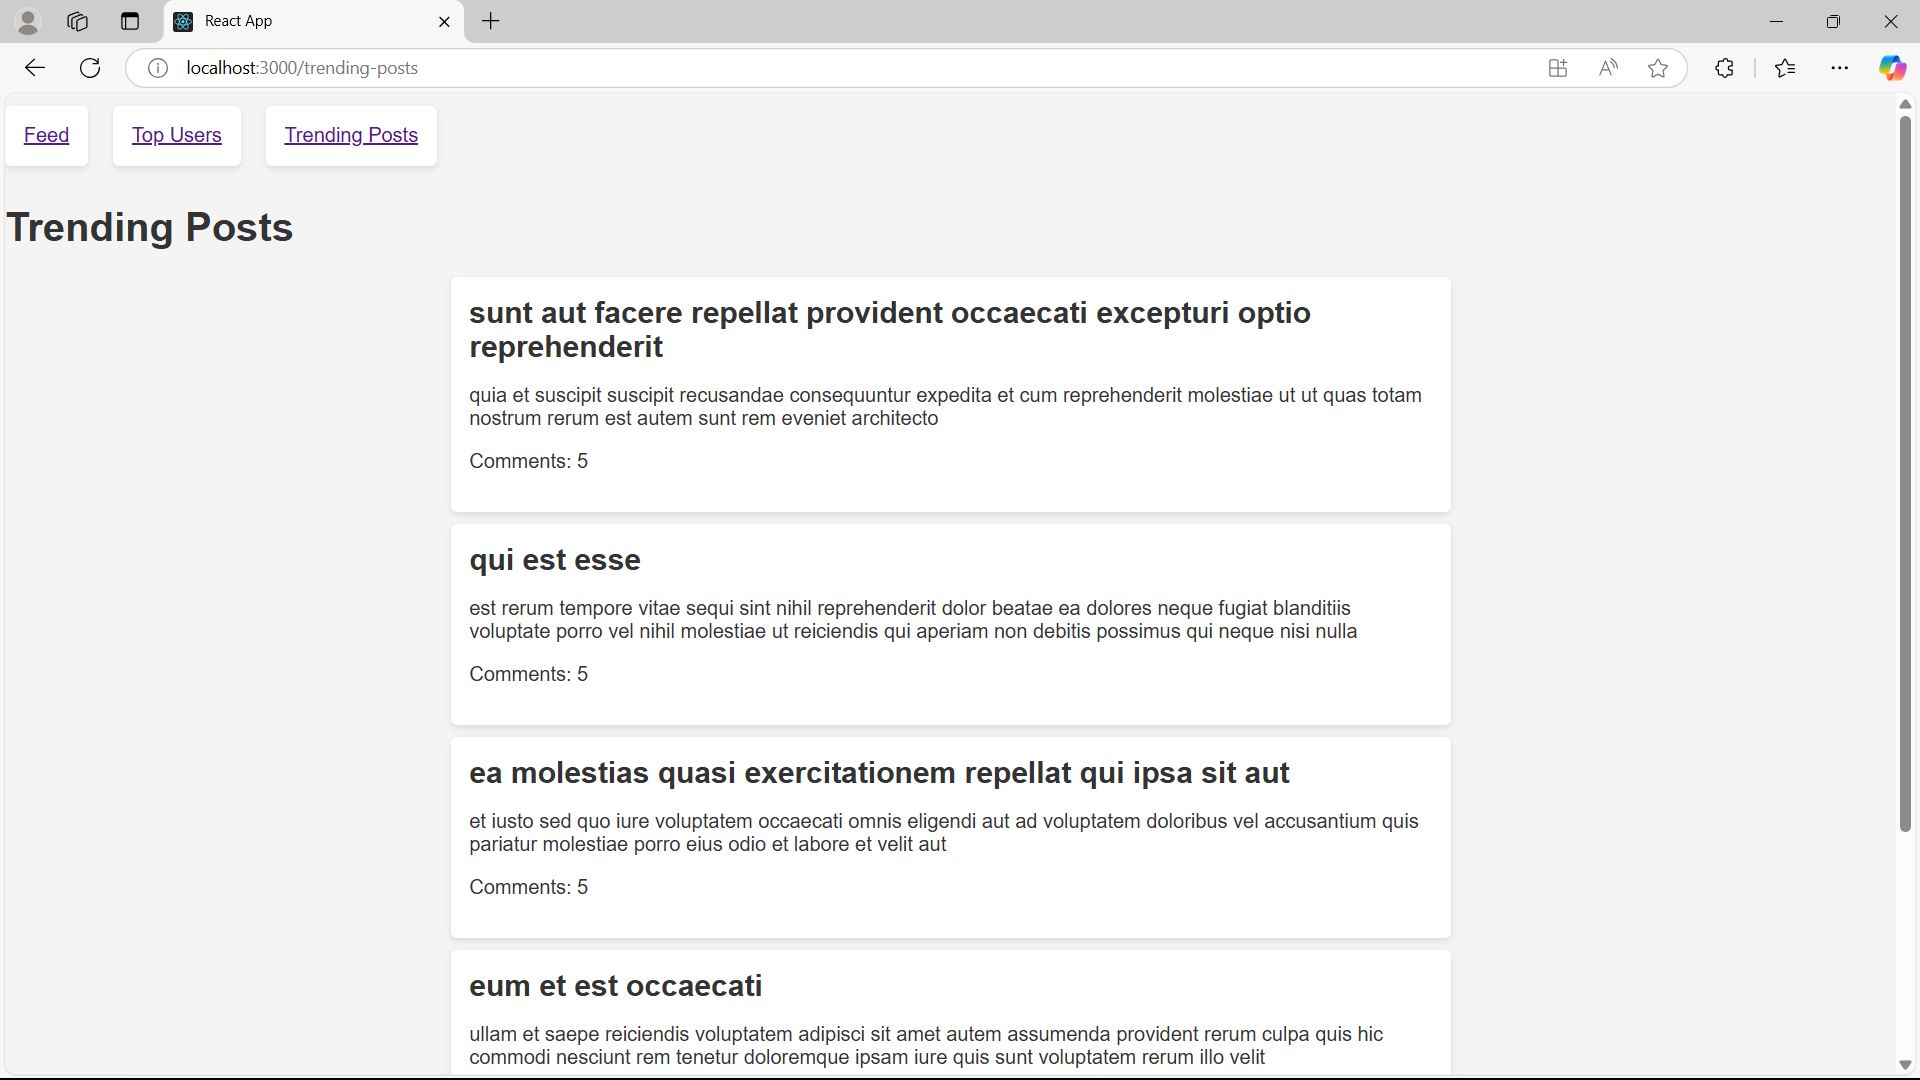 React App
localhost:3000/trending-posts
Feed
Top Users
Trending Posts
Trending Posts
sunt aut facere repellat provident occaecati excepturi optio
reprehenderit
quia et suscipit suscipit recusandae consequuntur expedita et cum reprehenderit molestiae ut ut quas totam
nostrum rerum est autem sunt rem eveniet architecto
Comments: 5
qui est esse
est rerum tempore vitae sequi sint nihil reprehenderit dolor beatae ea dolores neque fugiat blanditiis
voluptate porro vel nihil molestiae ut reiciendis qui aperiam non debitis possimus qui neque nisi nulla
Comments: 5
ea molestias quasi exercitationem repellat qui ipsa sit aut
et iusto sed quo iure voluptatem occaecati omnis eligendi aut ad voluptatem doloribus vel accusantium quis
pariatur molestiae porro eius odio et labore et velit aut
Comments: 5
eum et est occaecati
ullam et saepe reiciendis voluptatem adipisci sit amet autem assumenda provident rerum culpa quis hic
commodi nesciunt rem tenetur doloremque ipsam iure quis sunt voluptatem rerum illo velit